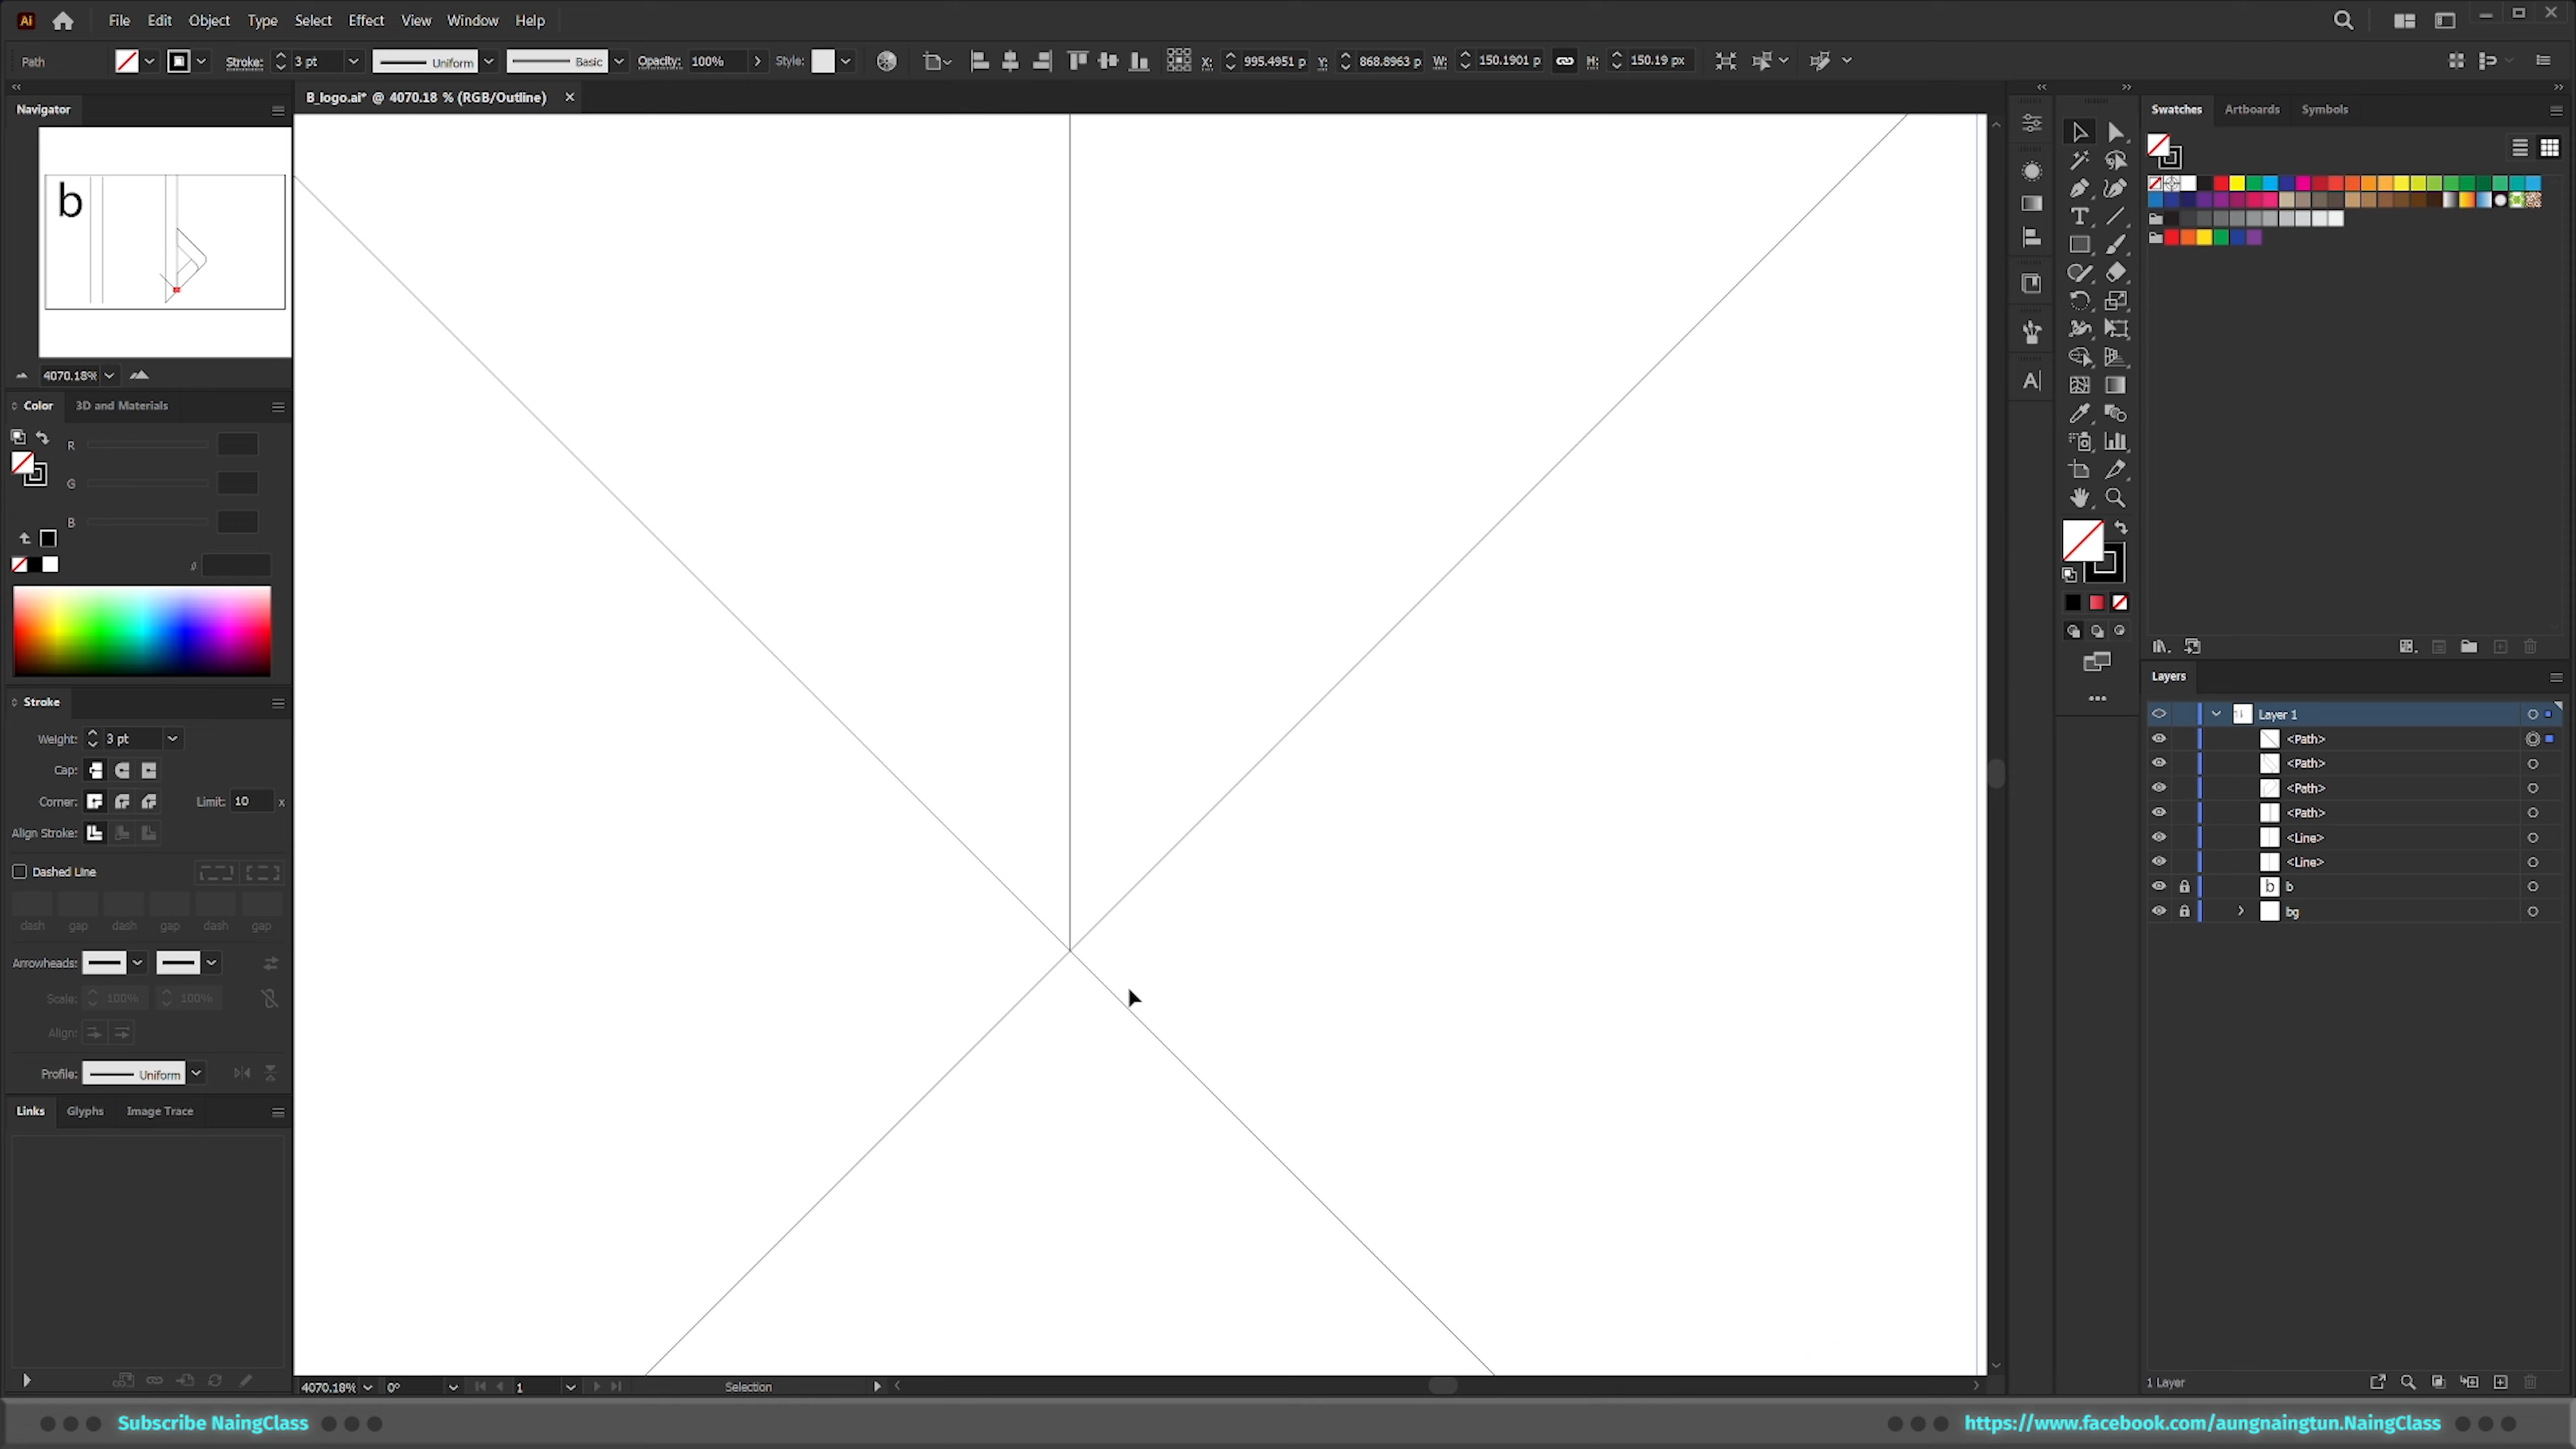 Ai File Edit Object Type Select Effect View Window Help
Path Stroke: 3 pt Uniform Basic Opacity: 100% Style: X: 995.4951 p Y: 868.8963 p W: 150.1901 p H: 150.19 px
Navigator
B_logo.ai* @ 4070.18 % (RGB/Outline)
Swatches Artboards Symbols
b
4070.18%
Color 3D and Materials
R
G
B
#
Stroke
Weight: 3 pt
Cap:
Corner: Limit: 10 x
Align Stroke:
Dashed Line
dash gap dash gap dash gap
Arrowheads:
Scale: 100% 100%
Align:
Profile: Uniform
Links Glyphs Image Trace
Layers
Layer 1
<Path>
<Path>
<Path>
<Path>
<Line>
<Line>
b b
bg
4070.18% 0° 1 Selection
1 Layer
Subscribe NaingClass
https://www.facebook.com/aungnaingtun.NaingClass